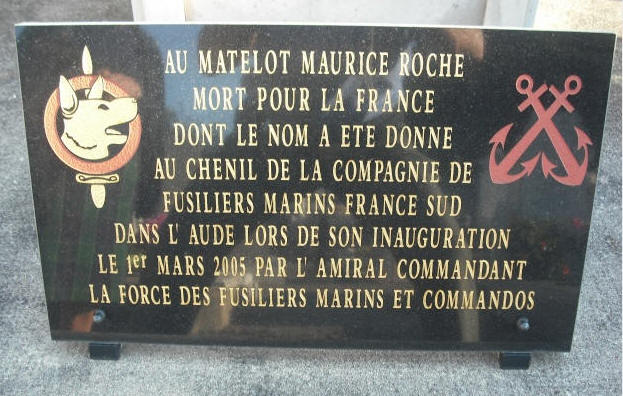 AU MATELOT MAURICE ROCHE
MORT POUR LA FRANCE
DONT LE NOM A ETE DONNE
AU CHENIL DE LA COMPAGNIE DE
FUSILIERS MARINS FRANCE SUD
DANS L' AUDE LORS DE SON INAUGURATION
LE 1er MARS 2005 PAR L' AMIRAL COMMANDANT
LA FORCE DES FUSILIERS MARINS ET COMMANDOS